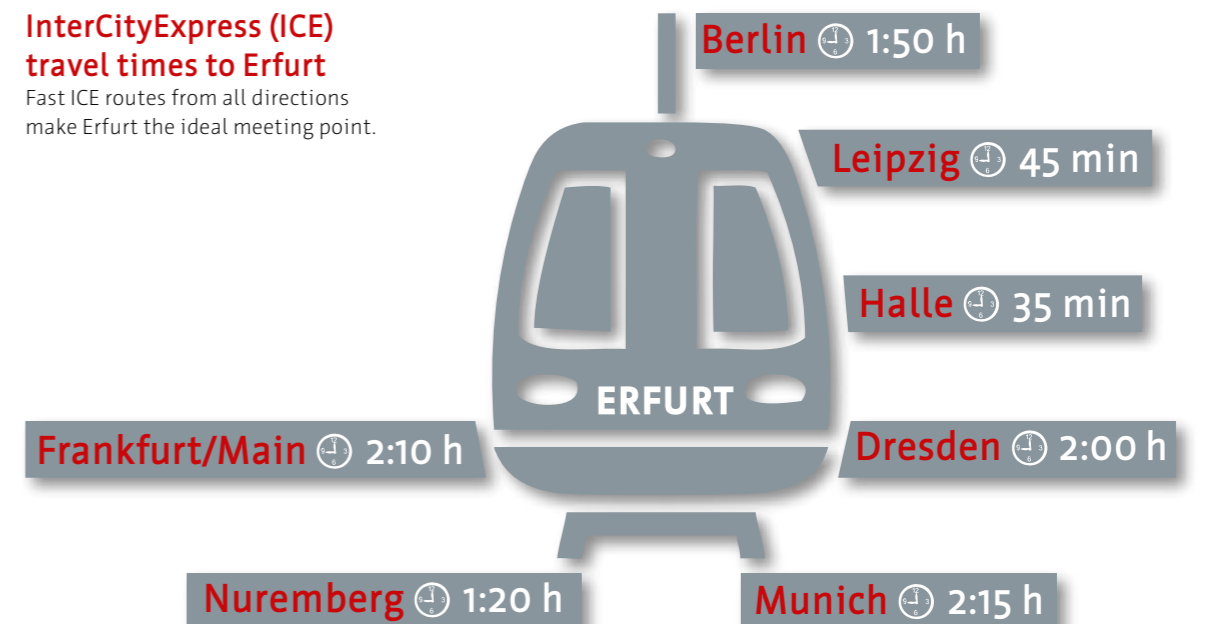 InterCityExpress (ICE)
travel times to Erfurt
Fast ICE routes from all directions
make Erfurt the ideal meeting point.
Berlin 1:50 h
Leipzig 45 min
Halle 35 min
ERFURT
Frankfurt/Main 2:10 h
Dresden 2:00 h
Nuremberg 1:20 h
Munich 2:15 h